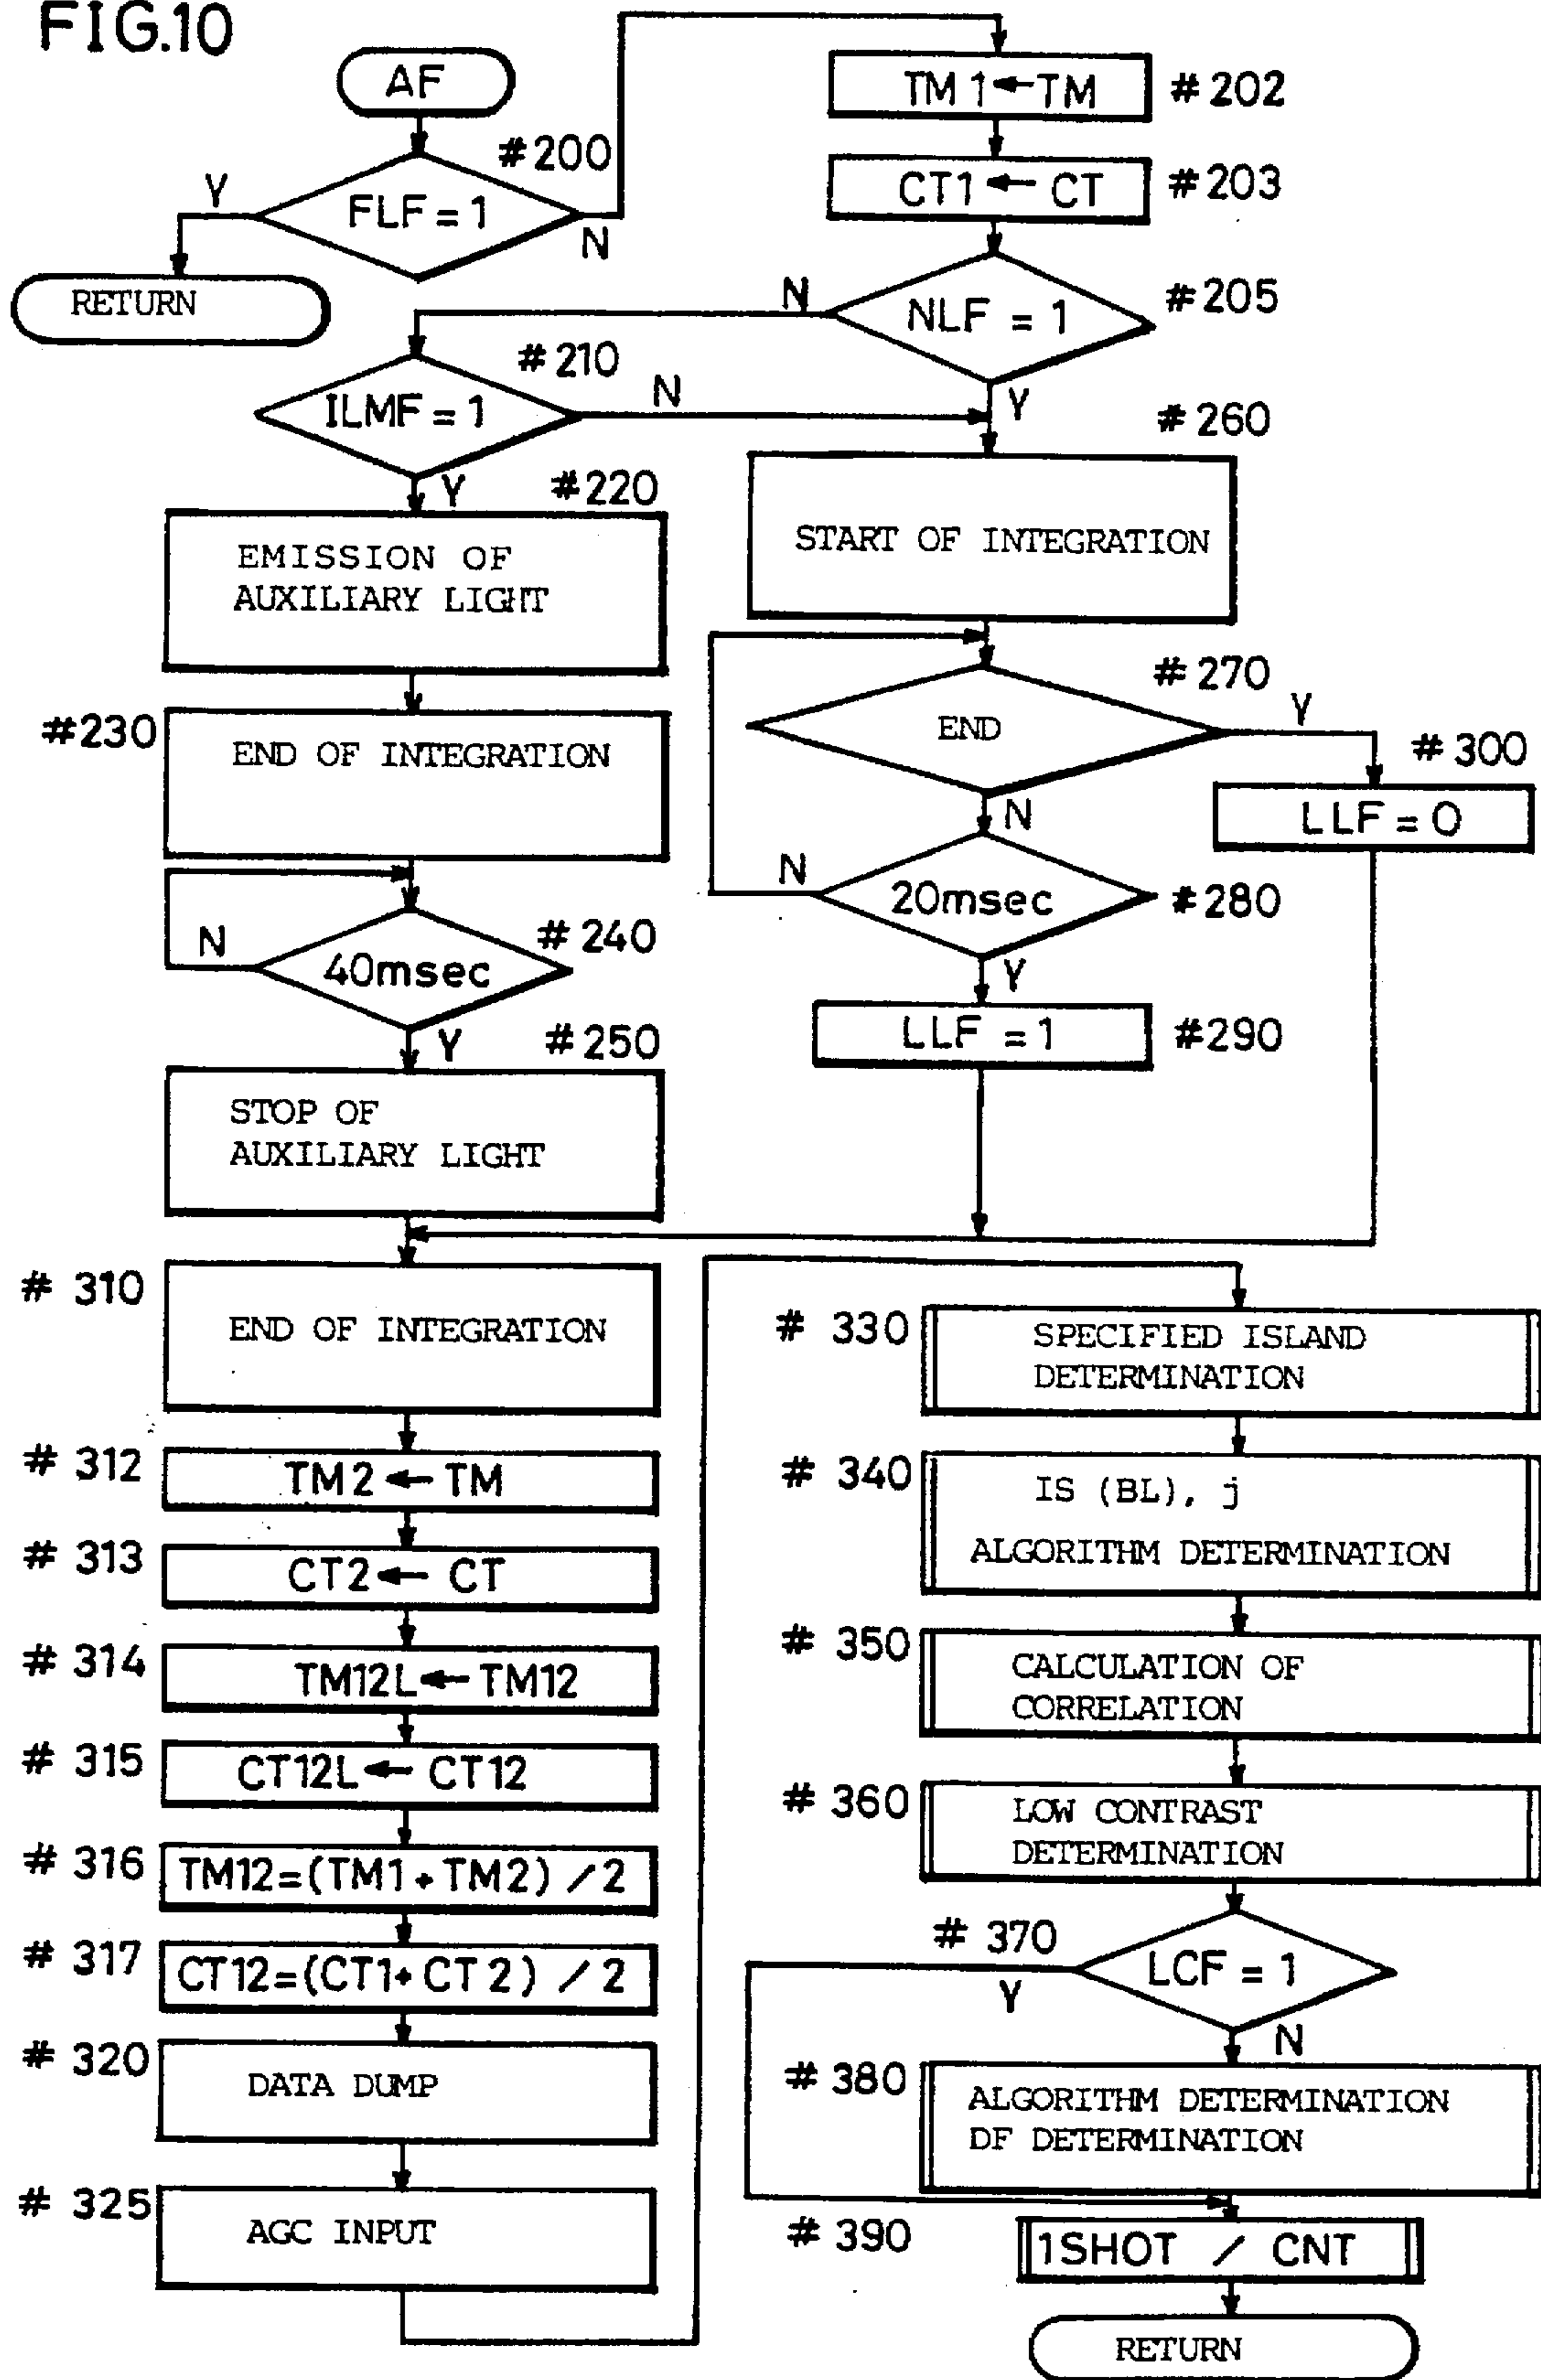 FIG.10
AF
#200
FLF = 1
Y
N
RETURN
TM1←TM
#202
CT1←CT
#203
NLF = 1
#205
N
Y
#210
ILMF = 1
N
Y
#220
EMISSION OF
AUXILIARY LIGHT
#230
END OF INTEGRATION
#240
40msec
N
Y
#250
STOP OF
AUXILIARY LIGHT
#260
START OF INTEGRATION
#270
END
Y
N
#300
LLF = 0
20msec
#280
N
Y
LLF = 1
#290
# 310
END OF INTEGRATION
# 312
TM2←TM
# 313
CT2←CT
# 314
TM12L←TM12
# 315
CT12L←CT12
# 316
TM12=(TM1+TM2)/2
# 317
CT12=(CT1+CT2)/2
# 320
DATA DUMP
# 325
AGC INPUT
# 330
SPECIFIED ISLAND
DETERMINATION
# 340
IS (BL), j
ALGORITHM DETERMINATION
# 350
CALCULATION OF
CORRELATION
# 360
LOW CONTRAST
DETERMINATION
# 370
LCF = 1
Y
N
# 380
ALGORITHM DETERMINATION
DF DETERMINATION
# 390
1SHOT / CNT
RETURN